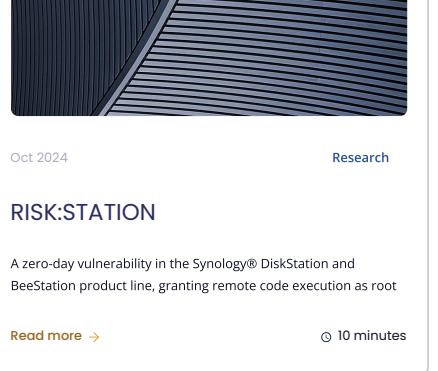 Oct 2024
Research
RISK:STATION
A zero-day vulnerability in the Synology® DiskStation and
BeeStation product line, granting remote code execution as root
Read more →
10 minutes